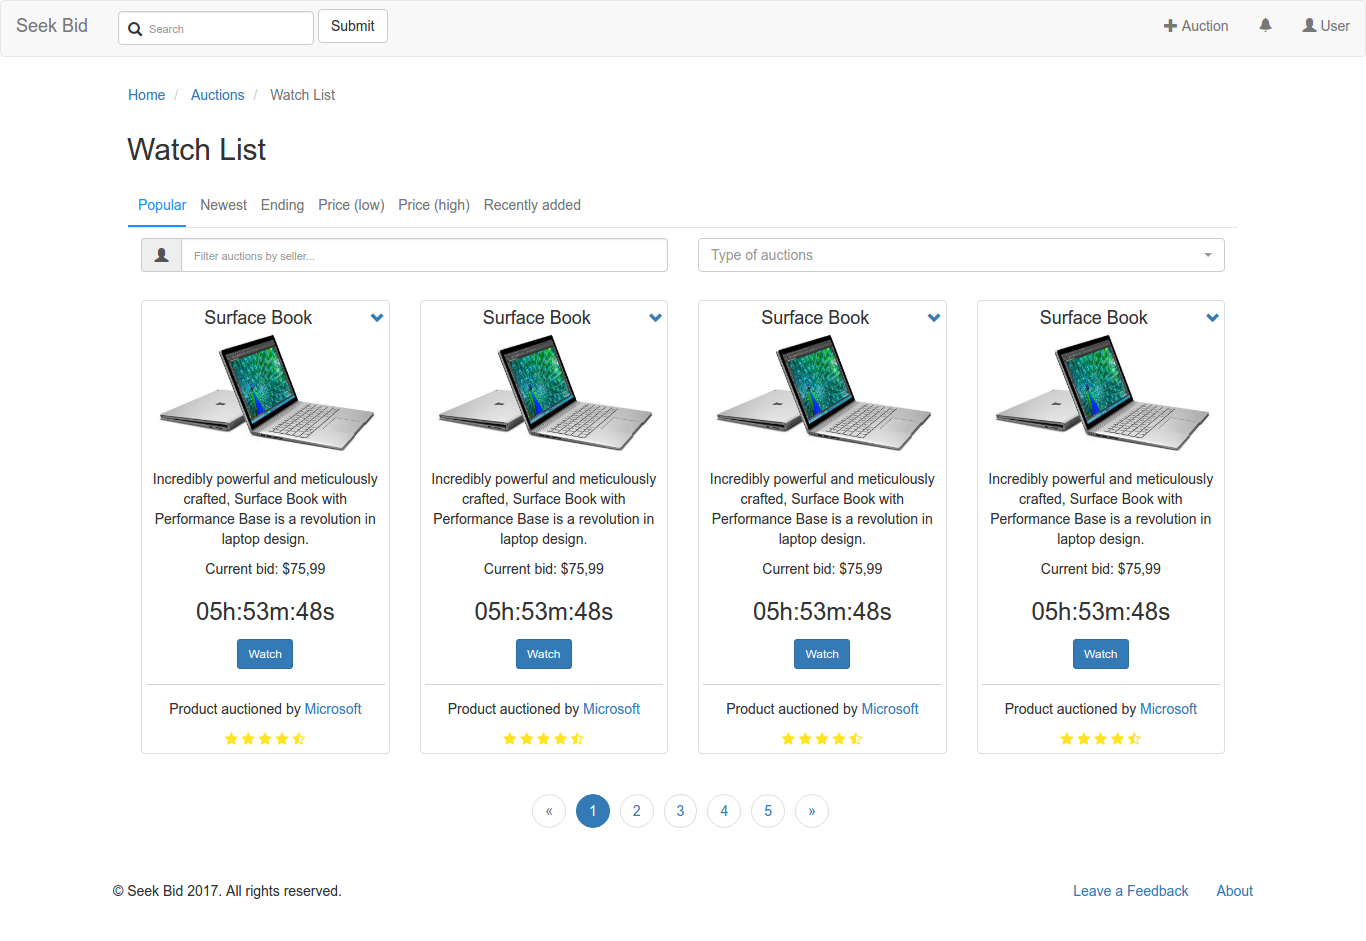 Seek Bid Search Submit Auction User
Home / Auctions / Watch List
Watch List
Popular Newest Ending Price (low) Price (high) Recently added
Filter auctions by seller... Type of auctions
Surface Book
Incredibly powerful and meticulously
crafted, Surface Book with
Performance Base is a revolution in
laptop design.
Current bid: $75,99
05h:53m:48s
Watch
Product auctioned by Microsoft
Surface Book
Incredibly powerful and meticulously
crafted, Surface Book with
Performance Base is a revolution in
laptop design.
Current bid: $75,99
05h:53m:48s
Watch
Product auctioned by Microsoft
Surface Book
Incredibly powerful and meticulously
crafted, Surface Book with
Performance Base is a revolution in
laptop design.
Current bid: $75,99
05h:53m:48s
Watch
Product auctioned by Microsoft
Surface Book
Incredibly powerful and meticulously
crafted, Surface Book with
Performance Base is a revolution in
laptop design.
Current bid: $75,99
05h:53m:48s
Watch
Product auctioned by Microsoft
« 1 2 3 4 5 »
© Seek Bid 2017. All rights reserved. Leave a Feedback About